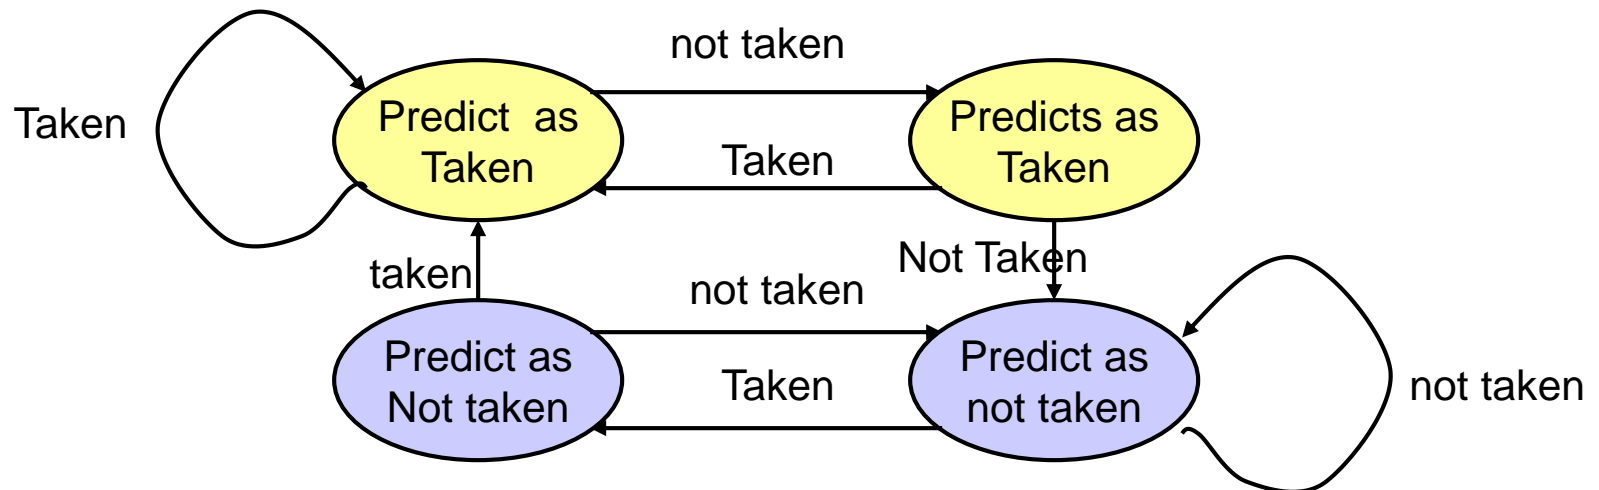 not taken
Taken
Predict as
Taken
Taken
Predicts as
Taken
taken
Not Taken
not taken
Predict as
Not taken
Taken
Predict as
not taken
not taken